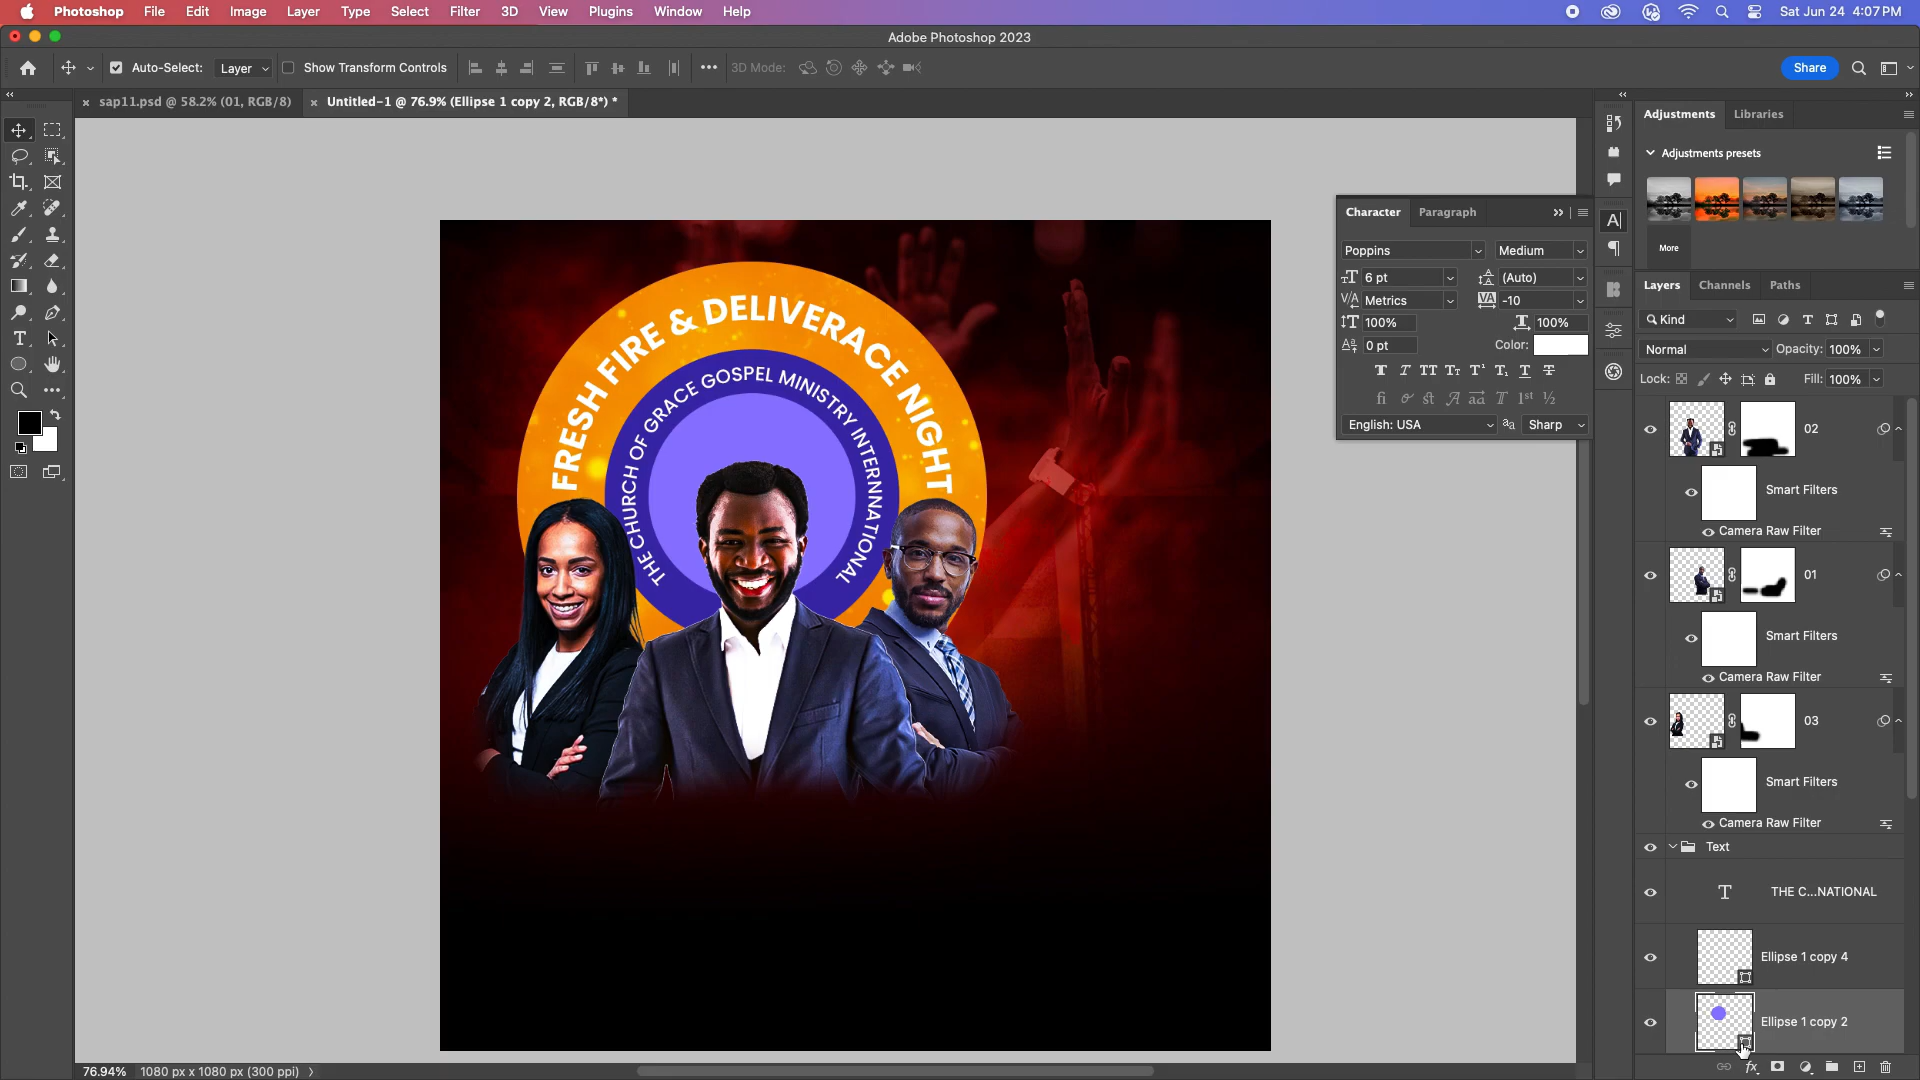 Photoshop File Edit Image Layer Type Select Filter 3D View Plugins Window Help Sat Jun 24 4:07 PM
Adobe Photoshop 2023
Auto-Select: Layer Show Transform Controls 3D Mode: Share
sap11.psd @ 58.2% (01, RGB/8) Untitled-1 @ 76.9% (Ellipse 1 copy 2, RGB/8*) *
Adjustments Libraries
Adjustments presets
More
Character Paragraph
Poppins Medium
6 pt (Auto)
Metrics -10
100% 100%
0 pt Color:
English: USA Sharp
Layers Channels Paths
Kind
Normal Opacity: 100%
Lock: Fill: 100%
02
Smart Filters
Camera Raw Filter
01
Smart Filters
Camera Raw Filter
03
Smart Filters
Camera Raw Filter
Text
THE C...NATIONAL
Ellipse 1 copy 4
Ellipse 1 copy 2
FRESH FIRE & DELIVERACE NIGHT
THE CHURCH OF GRACE GOSPEL MINISTRY INTERNNATIONAL
76.94% 1080 px x 1080 px (300 ppi)